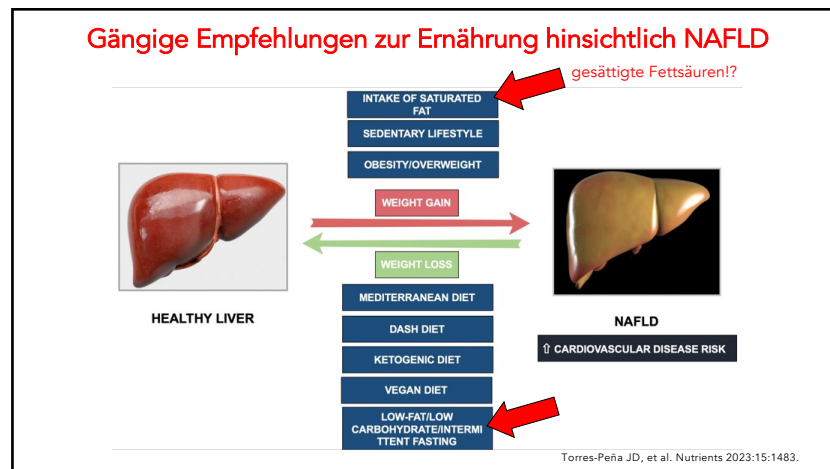 Gängige Empfehlungen zur Ernährung hinsichtlich NAFLD
gesättigte Fettsäuren!?
INTAKE OF SATURATED
FAT
SEDENTARY LIFESTYLE
OBESITY/OVERWEIGHT
WEIGHT GAIN
WEIGHT LOSS
MEDITERRANEAN DIET
DASH DIET
KETOGENIC DIET
VEGAN DIET
LOW-FAT/LOW
CARBOHYDRATE/INTERMI
TTENT FASTING
HEALTHY LIVER
NAFLD
⇧ CARDIOVASCULAR DISEASE RISK
Torres-Peña JD, et al. Nutrients 2023:15:1483.